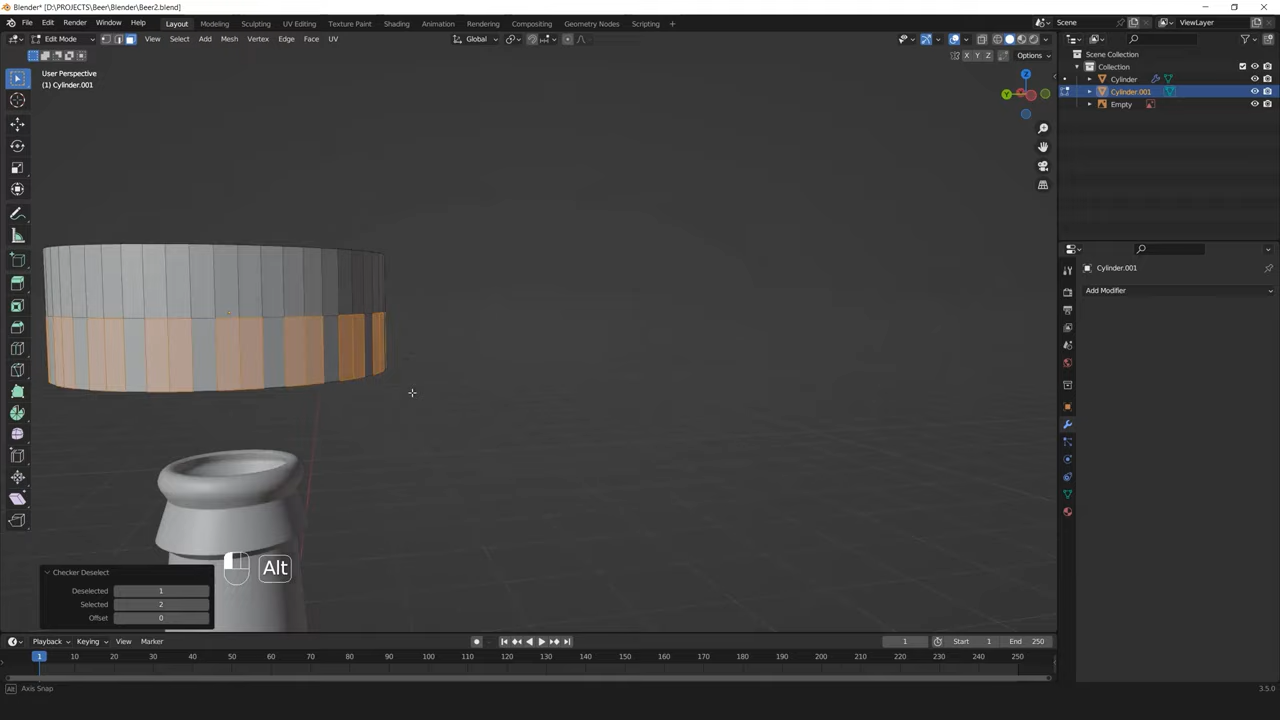 Blender* [D:\PROJECTS\Beer\Blender\Beer2.blend]
File Edit Render Window Help Layout Modeling Sculpting UV Editing Texture Paint Shading Animation Rendering Compositing Geometry Nodes Scripting + Scene ViewLayer
Edit Mode View Select Add Mesh Vertex Edge Face UV Global
X Y Z Options
User Perspective
(1) Cylinder.001
Z
Y
Scene Collection
Collection
Cylinder
Cylinder.001
Empty
Cylinder.001
Add Modifier
Alt
Checker Deselect
Deselected 1
Selected 2
Offset 0
Playback Keying View Marker 1 Start 1 End 250
1 10 20 30 40 50 60 70 80 90 100 110 120 130 140 150 160 170 180 190 200 210 220 230 240 250
Alt Axis Snap 3.5.0